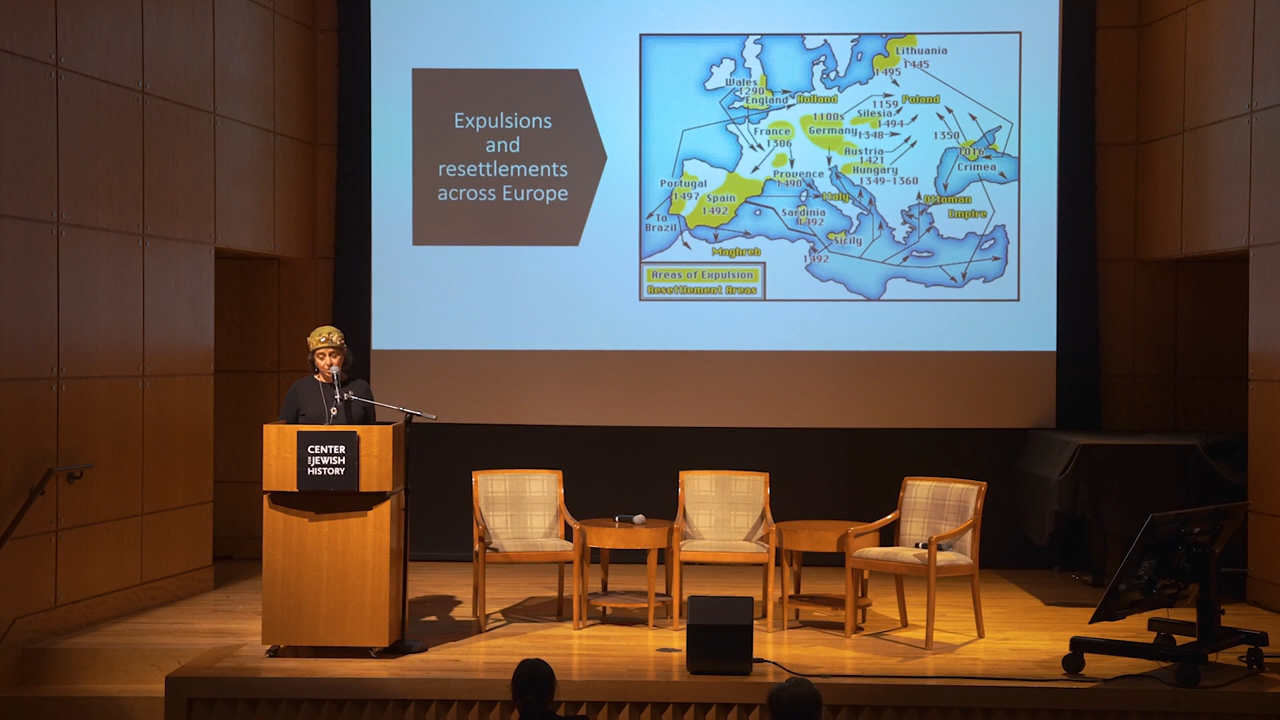 Expulsions
and
resettlements
across Europe
Lithuania
1445
1495
Wales
1290
England
Holland
1159
Poland
Silesia
1494
1100s
France
1306
Germany
1348
1350
1016
Crimea
Austria
1421
Hungary
1349-1360
Provence
1490
Portugal
1497
Spain
1492
Italy
Ottoman
Empire
Sardinia
1492
To
Brazil
Sicily
1492
Maghreb
Areas of Expulsion
Resettlement Areas
CENTER
FOR JEWISH
HISTORY